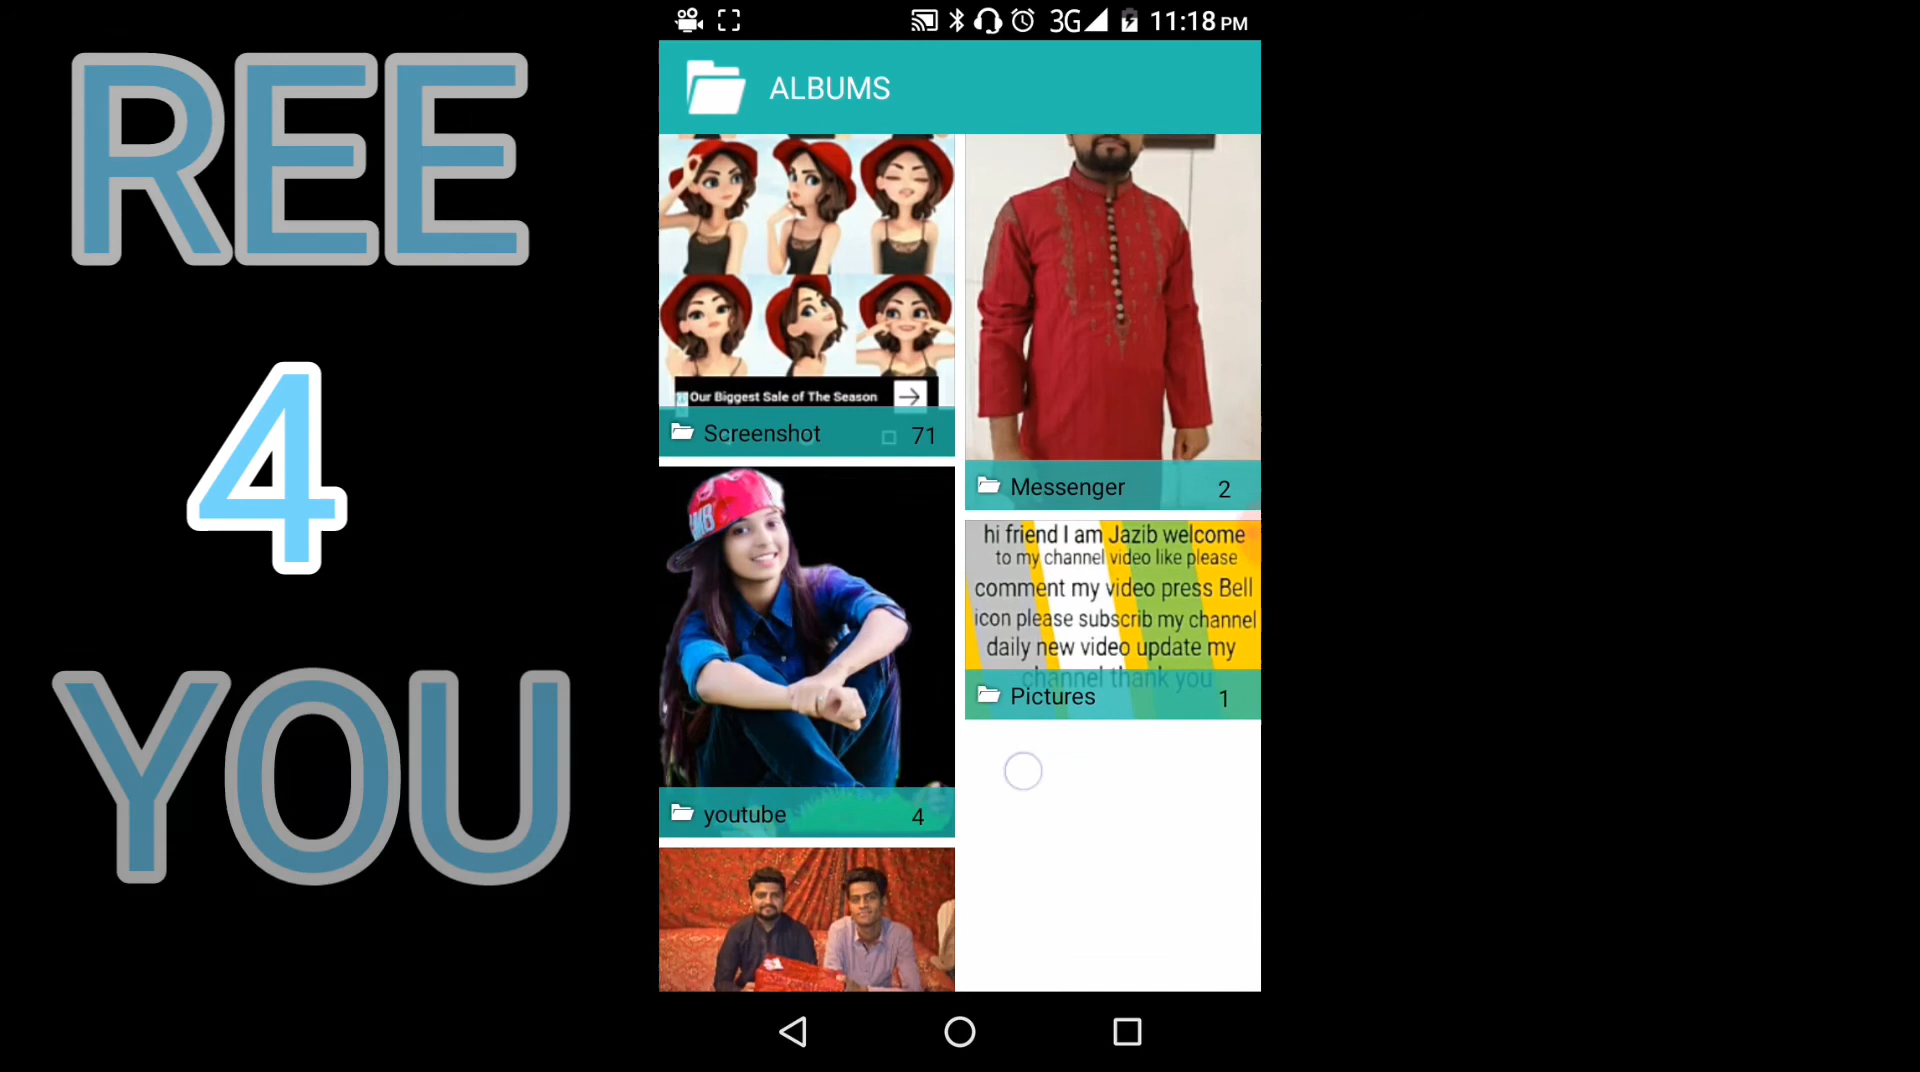 REE
4
YOU
3G 11:18 PM
ALBUMS
Our Biggest Sale of The Season
Screenshot 71
Messenger 2
hi friend I am Jazib welcome
to my channel video like please
comment my video press Bell
icon please subscrib my channel
daily new video update my
channel thank you
Pictures 1
youtube 4